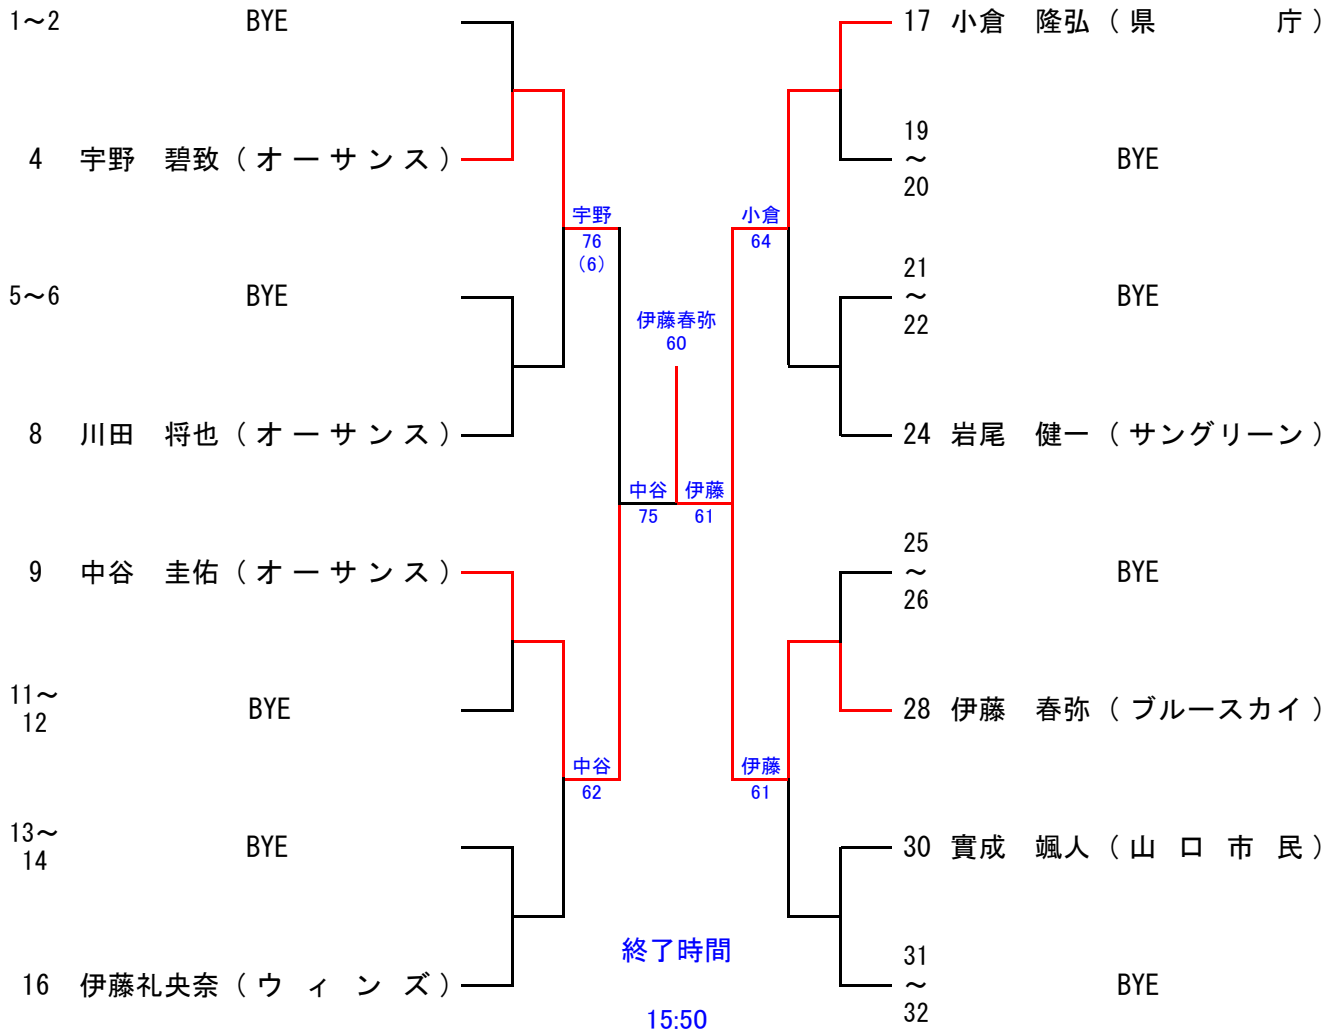 1～2 BYE
4 宇野 碧致（オーサンス）
5～6 BYE
8 川田 将也（オーサンス）
9 中谷 圭佑（オーサンス）
11～
12
BYE
13～
14
BYE
16 伊藤礼央奈（ウィンズ）
宇野
76
(6)
中谷
62
中谷
75
伊藤春弥
60
伊藤
61
小倉
64
伊藤
61
17 小倉 隆弘（県庁）
19
～
20
BYE
21
～
22
BYE
24 岩尾 健一（サングリーン）
25
～
26
BYE
28 伊藤 春弥（ブルースカイ）
30 實成 颯人（山口市民）
31
～
32
BYE
終了時間
15:50